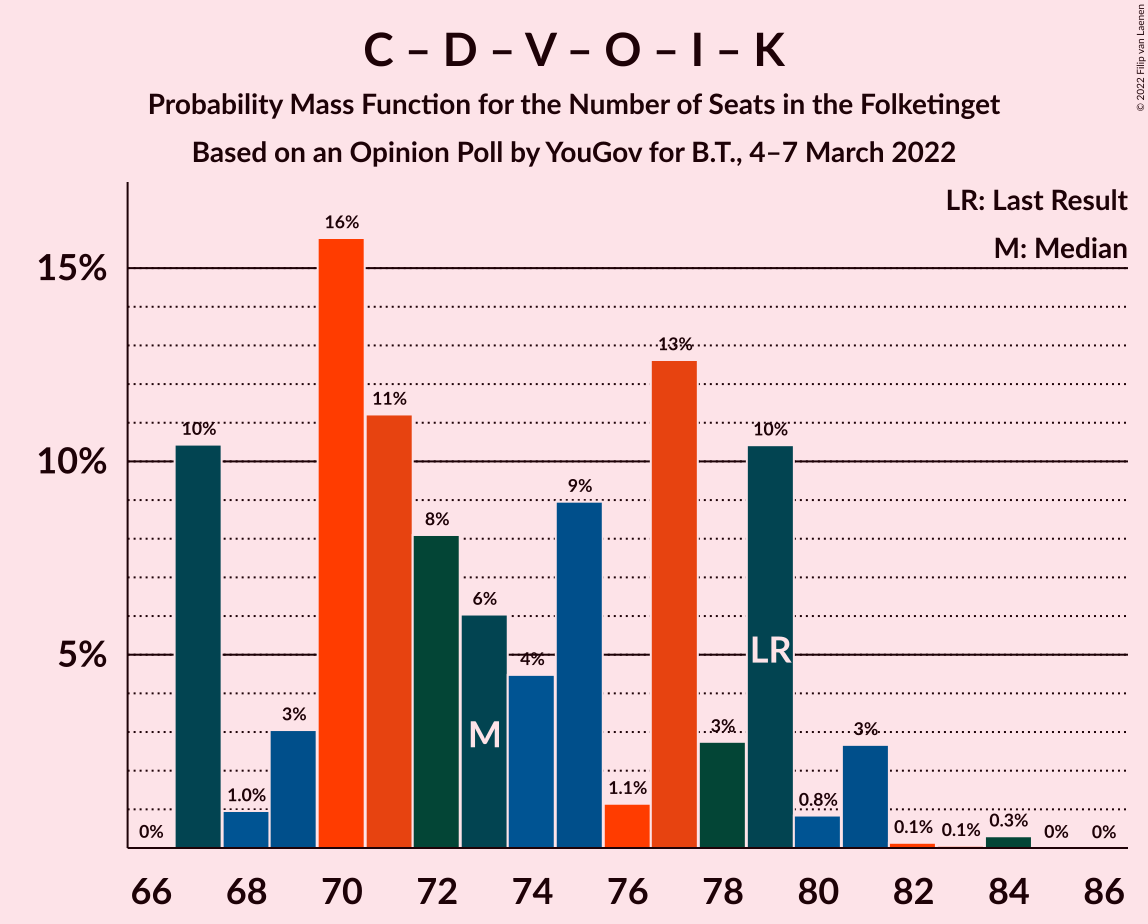 C – D – V – O – I – K
Probability Mass Function for the Number of Seats in the Folketinget
Based on an Opinion Poll by YouGov for B.T., 4–7 March 2022
© 2022 Filip van Laenen
LR: Last Result
M: Median
15%
10%
5%
0%
10%
1.0%
3%
16%
11%
8%
6%
4%
9%
1.1%
13%
3%
10%
0.8%
3%
0.1%
0.1%
0.3%
0%
0%
M
LR
66 68 70 72 74 76 78 80 82 84 86